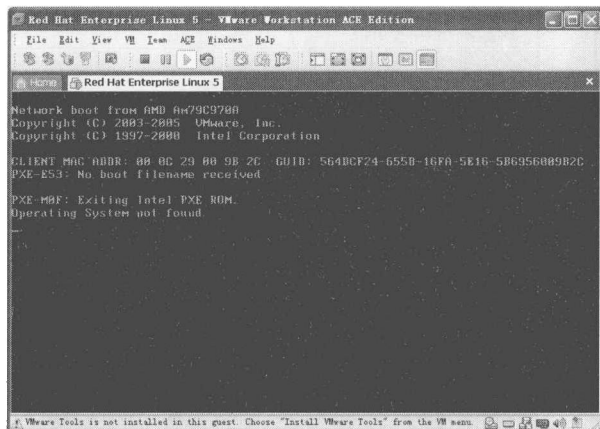 Red Hat Enterprise Linux 5 - VMware Workstation ACE Edition
File Edit View VM Team ACE Windows Help
Home Red Hat Enterprise Linux 5
Network boot from AMD Am79C970A
Copyright (C) 2003-2005 VMware, Inc.
Copyright (C) 1997-2000 Intel Corporation
CLIENT MAC ADDR: 00 0C 29 00 9B 2C GUID: 564DCF24-655B-16FA-5E16-5B6956009B2C
PXE-E53: No boot filename received
PXE-M0F: Exiting Intel PXE ROM.
Operating System not found
VMware Tools is not installed in this guest. Choose "Install VMware Tools" from the VM menu.